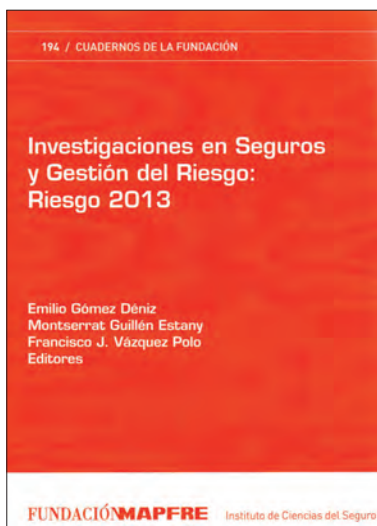 194 / CUADERNOS DE LA FUNDACIÓN
Investigaciones en Seguros
y Gestión del Riesgo:
Riesgo 2013
Emilio Gómez Déniz
Montserrat Guillén Estany
Francisco J. Vázquez Polo
Editores
FUNDACIÓNMAPFRE Instituto de Ciencias del Seguro